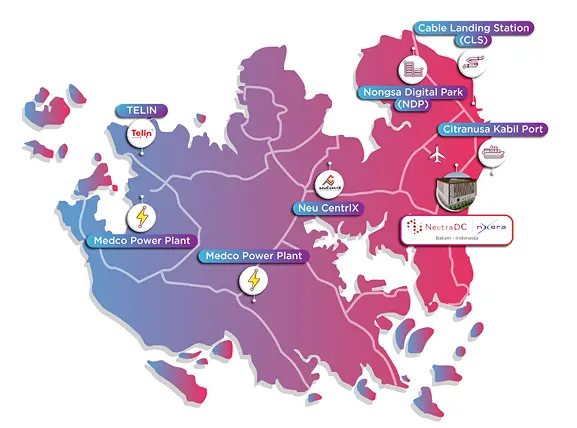 Cable Landing Station
(CLS)
Nongsa Digital Park
(NDP)
TELIN
Telin
Citranusa Kabil Port
neuCentrIX
Neu CentrIX
NeutraDC
nxera
Batam - Indonesia
Medco Power Plant
Medco Power Plant